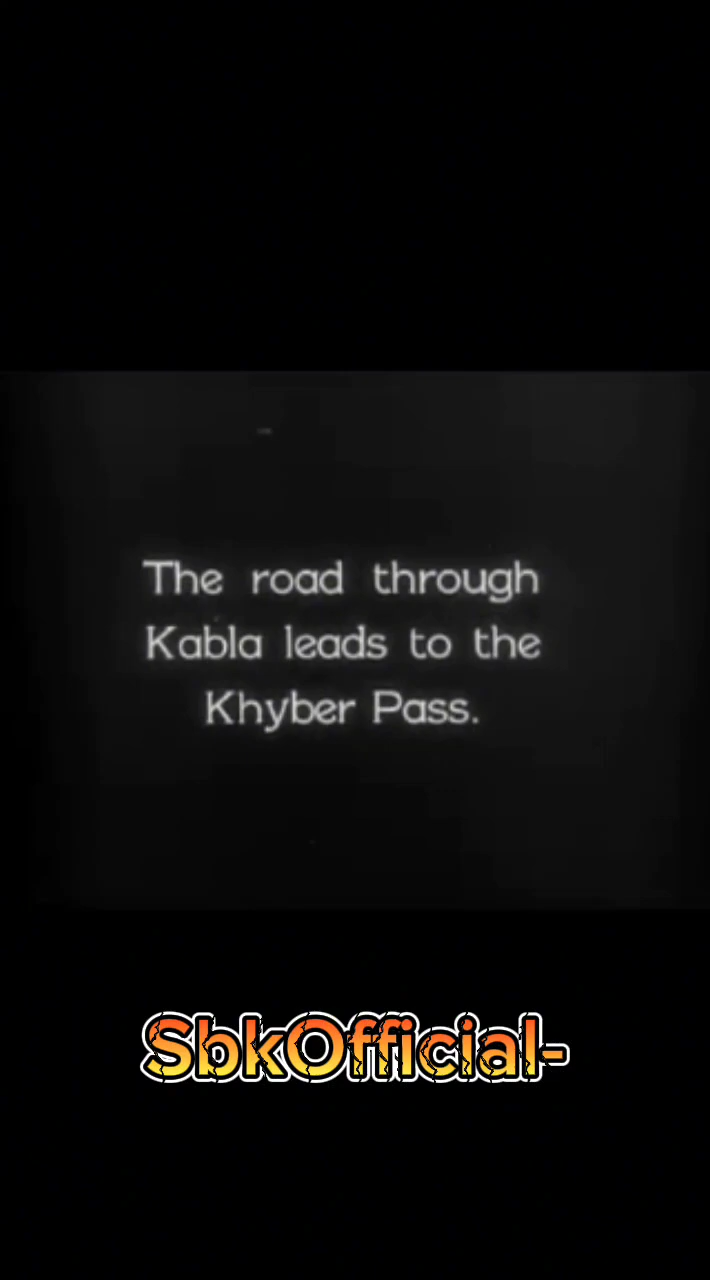 The road through
Kabla leads to the
Khyber Pass.
SbkOfficial-